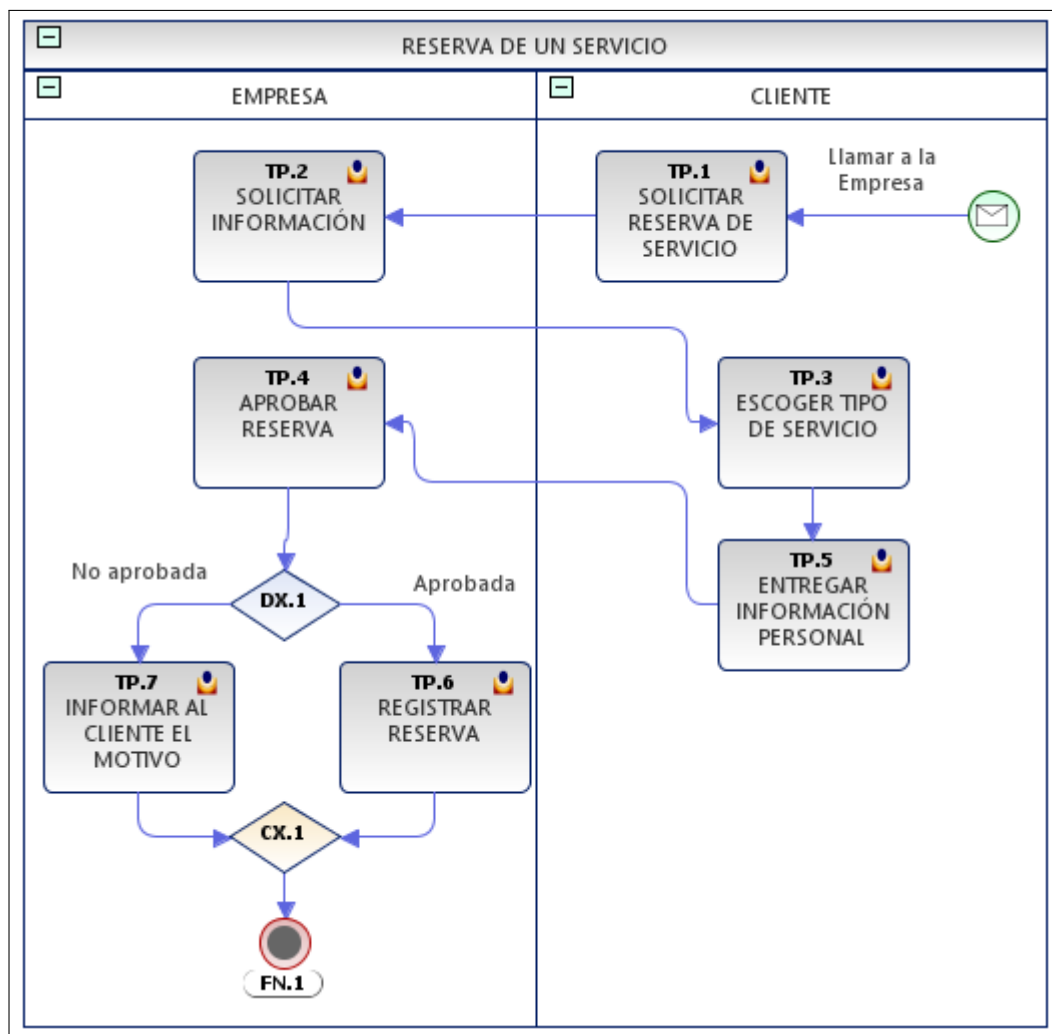 RESERVA DE UN SERVICIO
EMPRESA
CLIENTE
TP.2
SOLICITAR
INFORMACIÓN
TP.1
SOLICITAR
RESERVA DE
SERVICIO
Llamar a la
Empresa
TP.4
APROBAR
RESERVA
TP.3
ESCOGER TIPO
DE SERVICIO
TP.5
ENTREGAR
INFORMACIÓN
PERSONAL
No aprobada
DX.1
Aprobada
TP.7
INFORMAR AL
CLIENTE EL
MOTIVO
TP.6
REGISTRAR
RESERVA
CX.1
FN.1